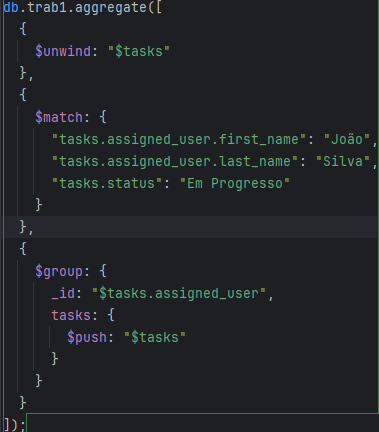 db.trab1.aggregate([
  {
    $unwind: "$tasks"
  },
  {
    $match: {
      "tasks.assigned_user.first_name": "João",
      "tasks.assigned_user.last_name": "Silva",
      "tasks.status": "Em Progresso"
    }
  },
  {
    $group: {
      _id: "$tasks.assigned_user",
      tasks: {
        $push: "$tasks"
      }
    }
  }
]);